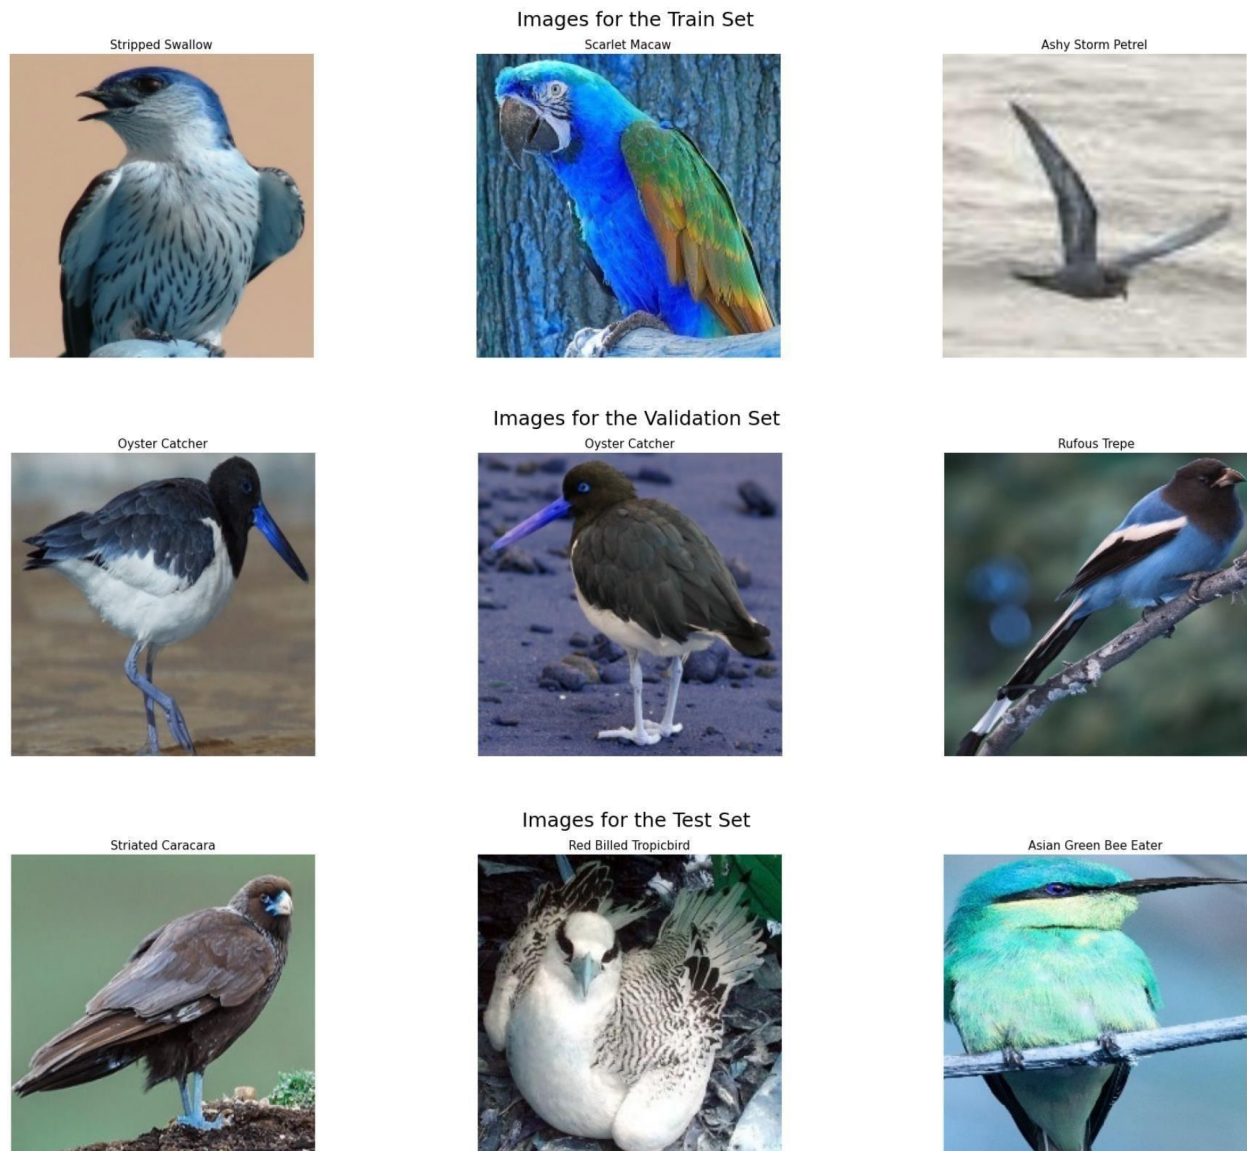 Images for the Train Set
Stripped Swallow
Scarlet Macaw
Ashy Storm Petrel
Images for the Validation Set
Oyster Catcher
Oyster Catcher
Rufous Trepe
Images for the Test Set
Striated Caracara
Red Billed Tropicbird
Asian Green Bee Eater